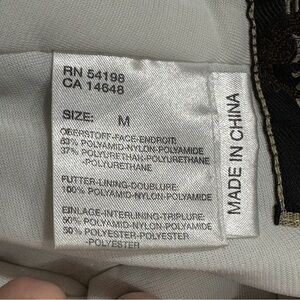 RN 54198
CA 14648
SIZE: M
OBERSTOFF-FACE-ENDROIT:
63% POLYAMID-NYLON-POLYAMIDE
37% POLYURETHAN-POLYURETHANE
-POLYURETHANE
FUTTER-LINING-DOUBLURE:
100% POLYAMID-NYLON-POLYAMIDE
EINLAGE-INTERLINING-TRIPLURE:
50% POLYAMID-NYLON-POLYAMIDE
50% POLYESTER-POLYESTER
-POLYESTER
MADE IN CHINA